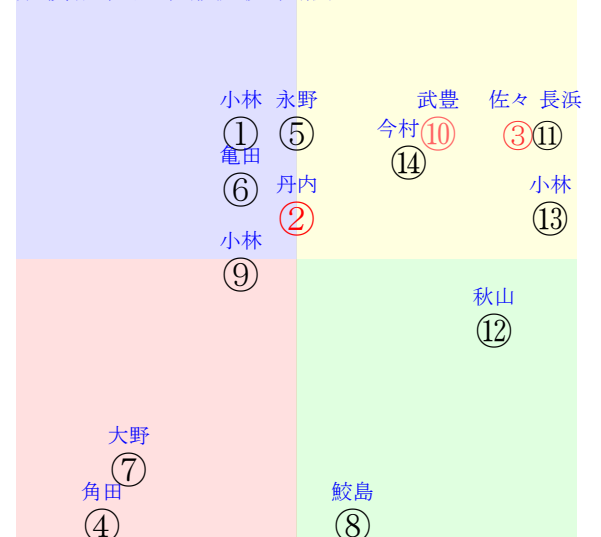 小林 永野 武豊 佐々 長浜
① ⑤ 今村 ⑩ ③ ⑪
亀田 ⑭
⑥ 丹内 小林
② ⑬
小林
⑨
秋山
⑫
大野
⑦
角田 鮫島
④ ⑧